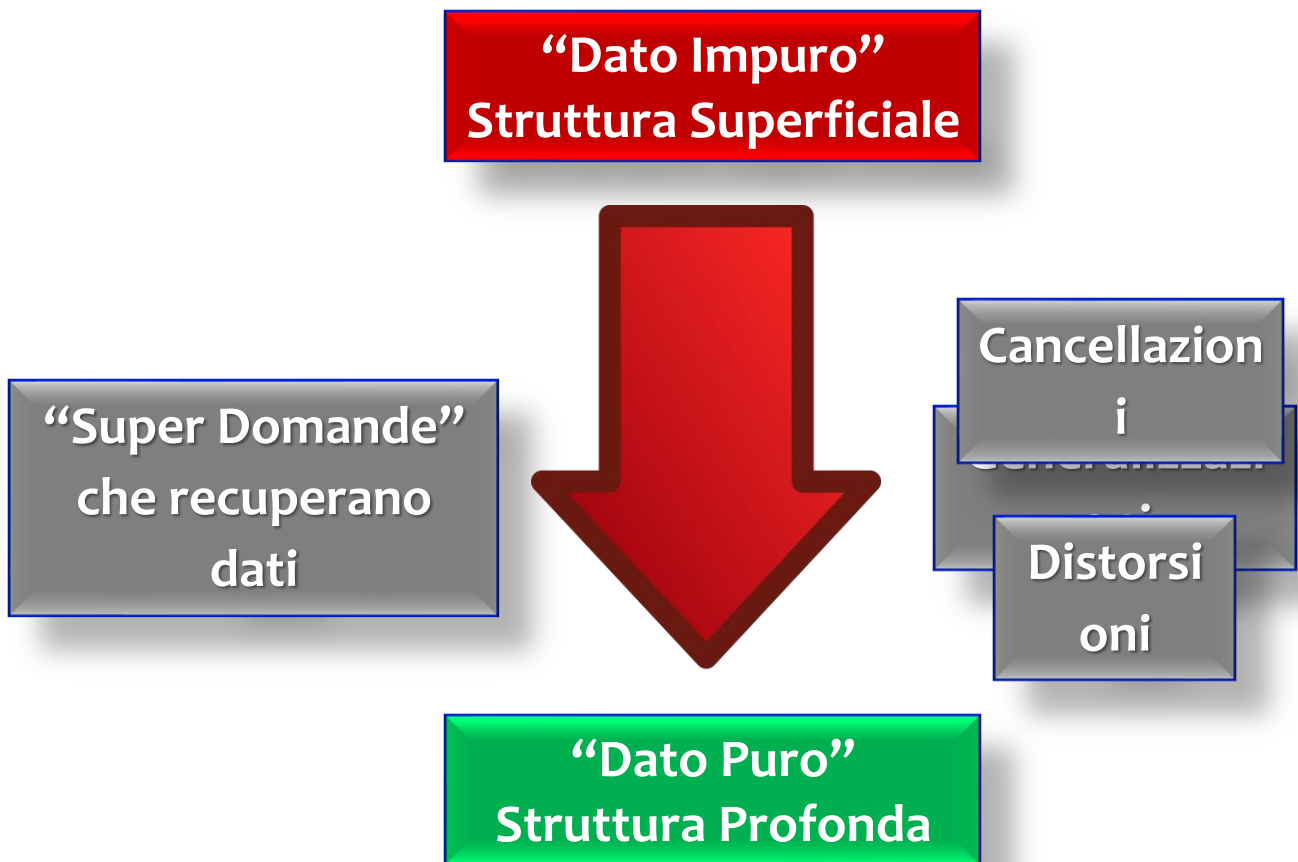 “Dato Impuro”
Struttura Superficiale
“Super Domande”
che recuperano
dati
Cancellazion
i
Distorsi
oni
“Dato Puro”
Struttura Profonda